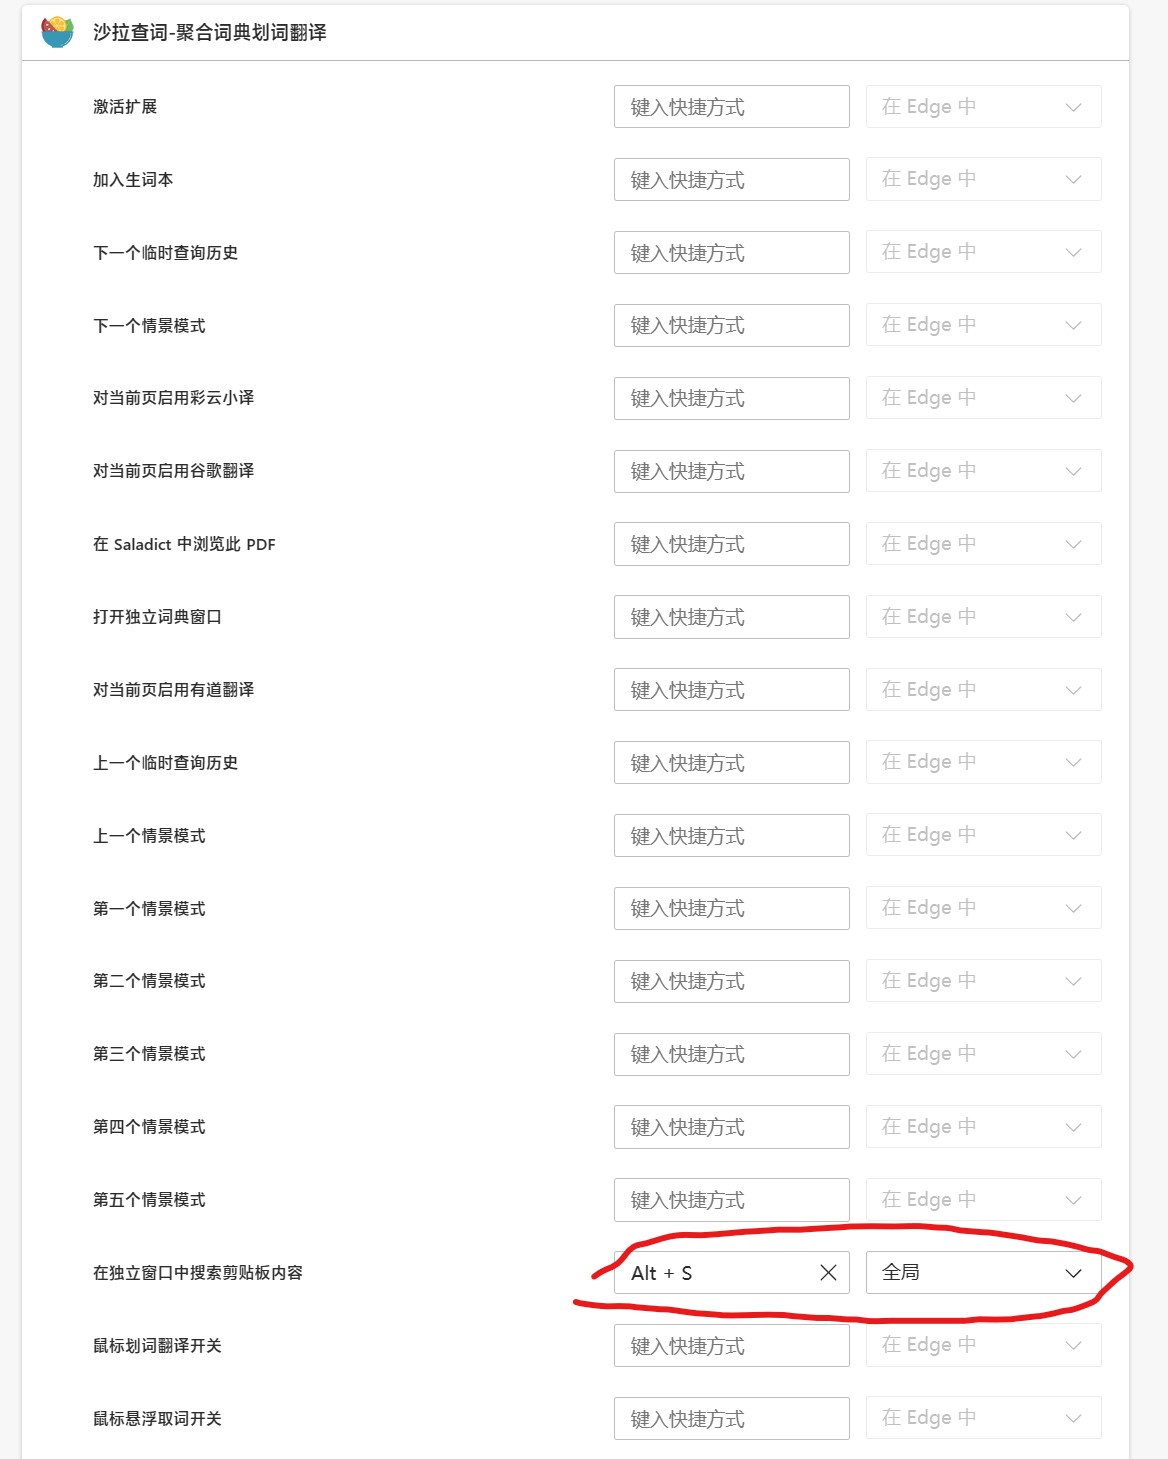 沙拉查词-聚合词典划词翻译
激活扩展 键入快捷方式 在 Edge 中
加入生词本 键入快捷方式 在 Edge 中
下一个临时查询历史 键入快捷方式 在 Edge 中
下一个情景模式 键入快捷方式 在 Edge 中
对当前页启用彩云小译 键入快捷方式 在 Edge 中
对当前页启用谷歌翻译 键入快捷方式 在 Edge 中
在 Saladict 中浏览此 PDF 键入快捷方式 在 Edge 中
打开独立词典窗口 键入快捷方式 在 Edge 中
对当前页启用有道翻译 键入快捷方式 在 Edge 中
上一个临时查询历史 键入快捷方式 在 Edge 中
上一个情景模式 键入快捷方式 在 Edge 中
第一个情景模式 键入快捷方式 在 Edge 中
第二个情景模式 键入快捷方式 在 Edge 中
第三个情景模式 键入快捷方式 在 Edge 中
第四个情景模式 键入快捷方式 在 Edge 中
第五个情景模式 键入快捷方式 在 Edge 中
在独立窗口中搜索剪贴板内容 Alt + S 全局
鼠标划词翻译开关 键入快捷方式 在 Edge 中
鼠标悬浮取词开关 键入快捷方式 在 Edge 中